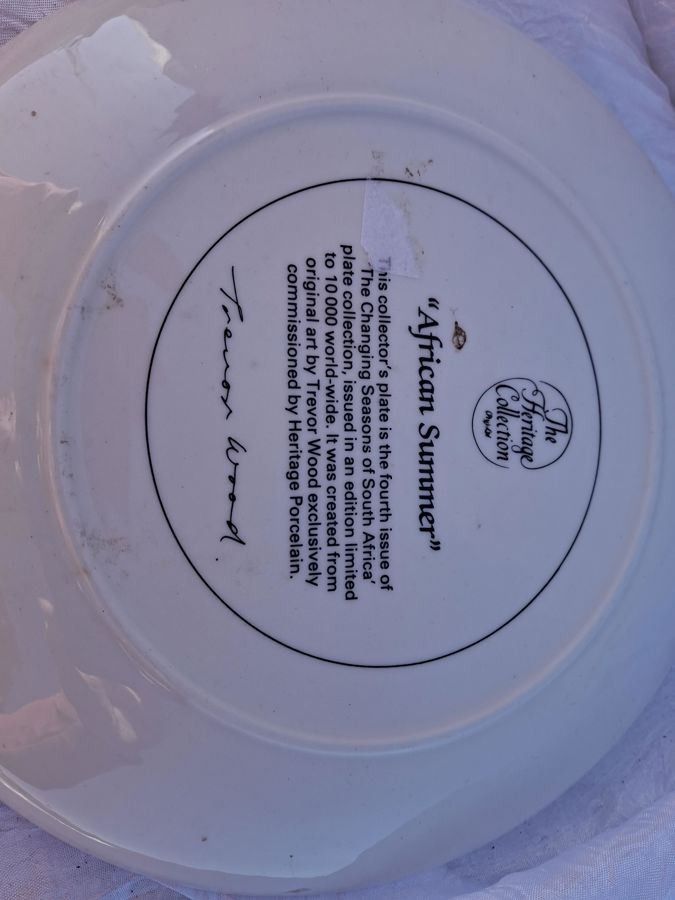 The
Heritage
Collection
"African Summer"
This collector's plate is the fourth issue of
The Changing Seasons of South Africa'
plate collection, issued in an edition limited
to 10 000 world-wide. It was created from
original art by Trevor Wood exclusively
commissioned by Heritage Porcelain.
Trevor Wood.